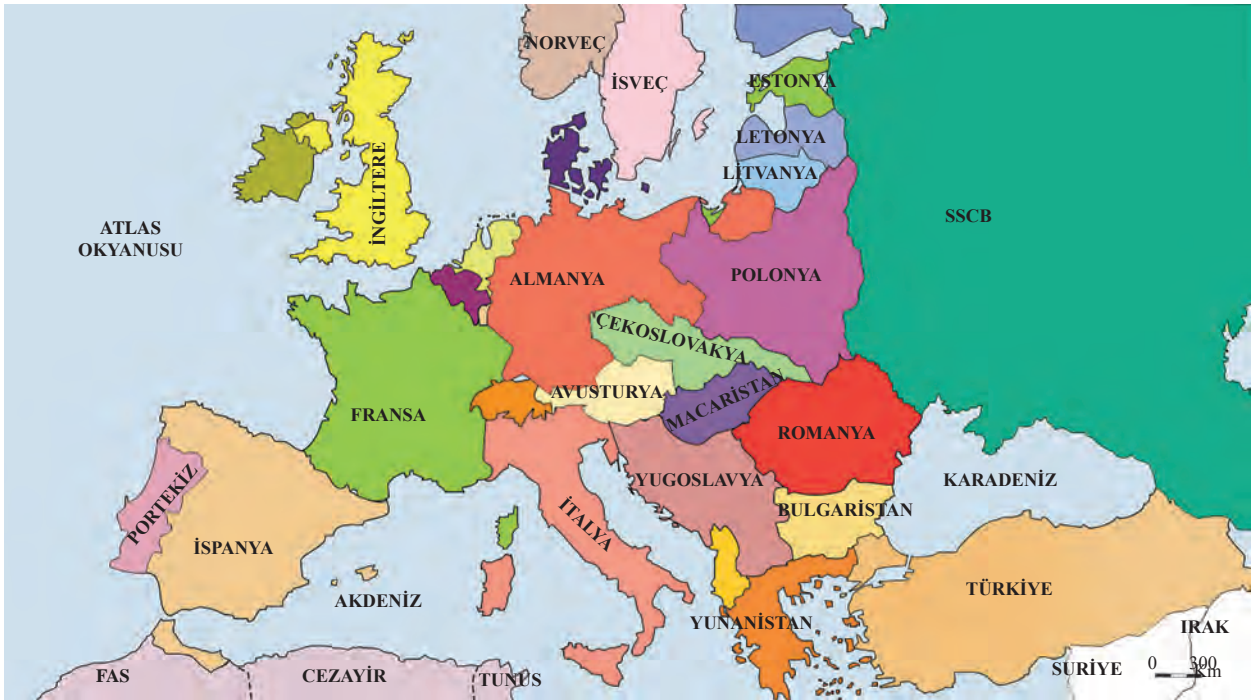 NORVEÇ
İSVEÇ
ESTONYA
LETONYA
LİTVANYA
İNGİLTERE
ATLAS
OKYANUSU
SSCB
ALMANYA
POLONYA
ÇEKOSLOVAKYA
AVUSTURYA
MACARİSTAN
FRANSA
ROMANYA
KARADENİZ
YUGOSLAVYA
BULGARİSTAN
PORTEKİZ
İSPANYA
İTALYA
AKDENİZ
TÜRKİYE
YUNANİSTAN
IRAK
SURİYE
0 300
Km
FAS
CEZAYİR
TUNUS